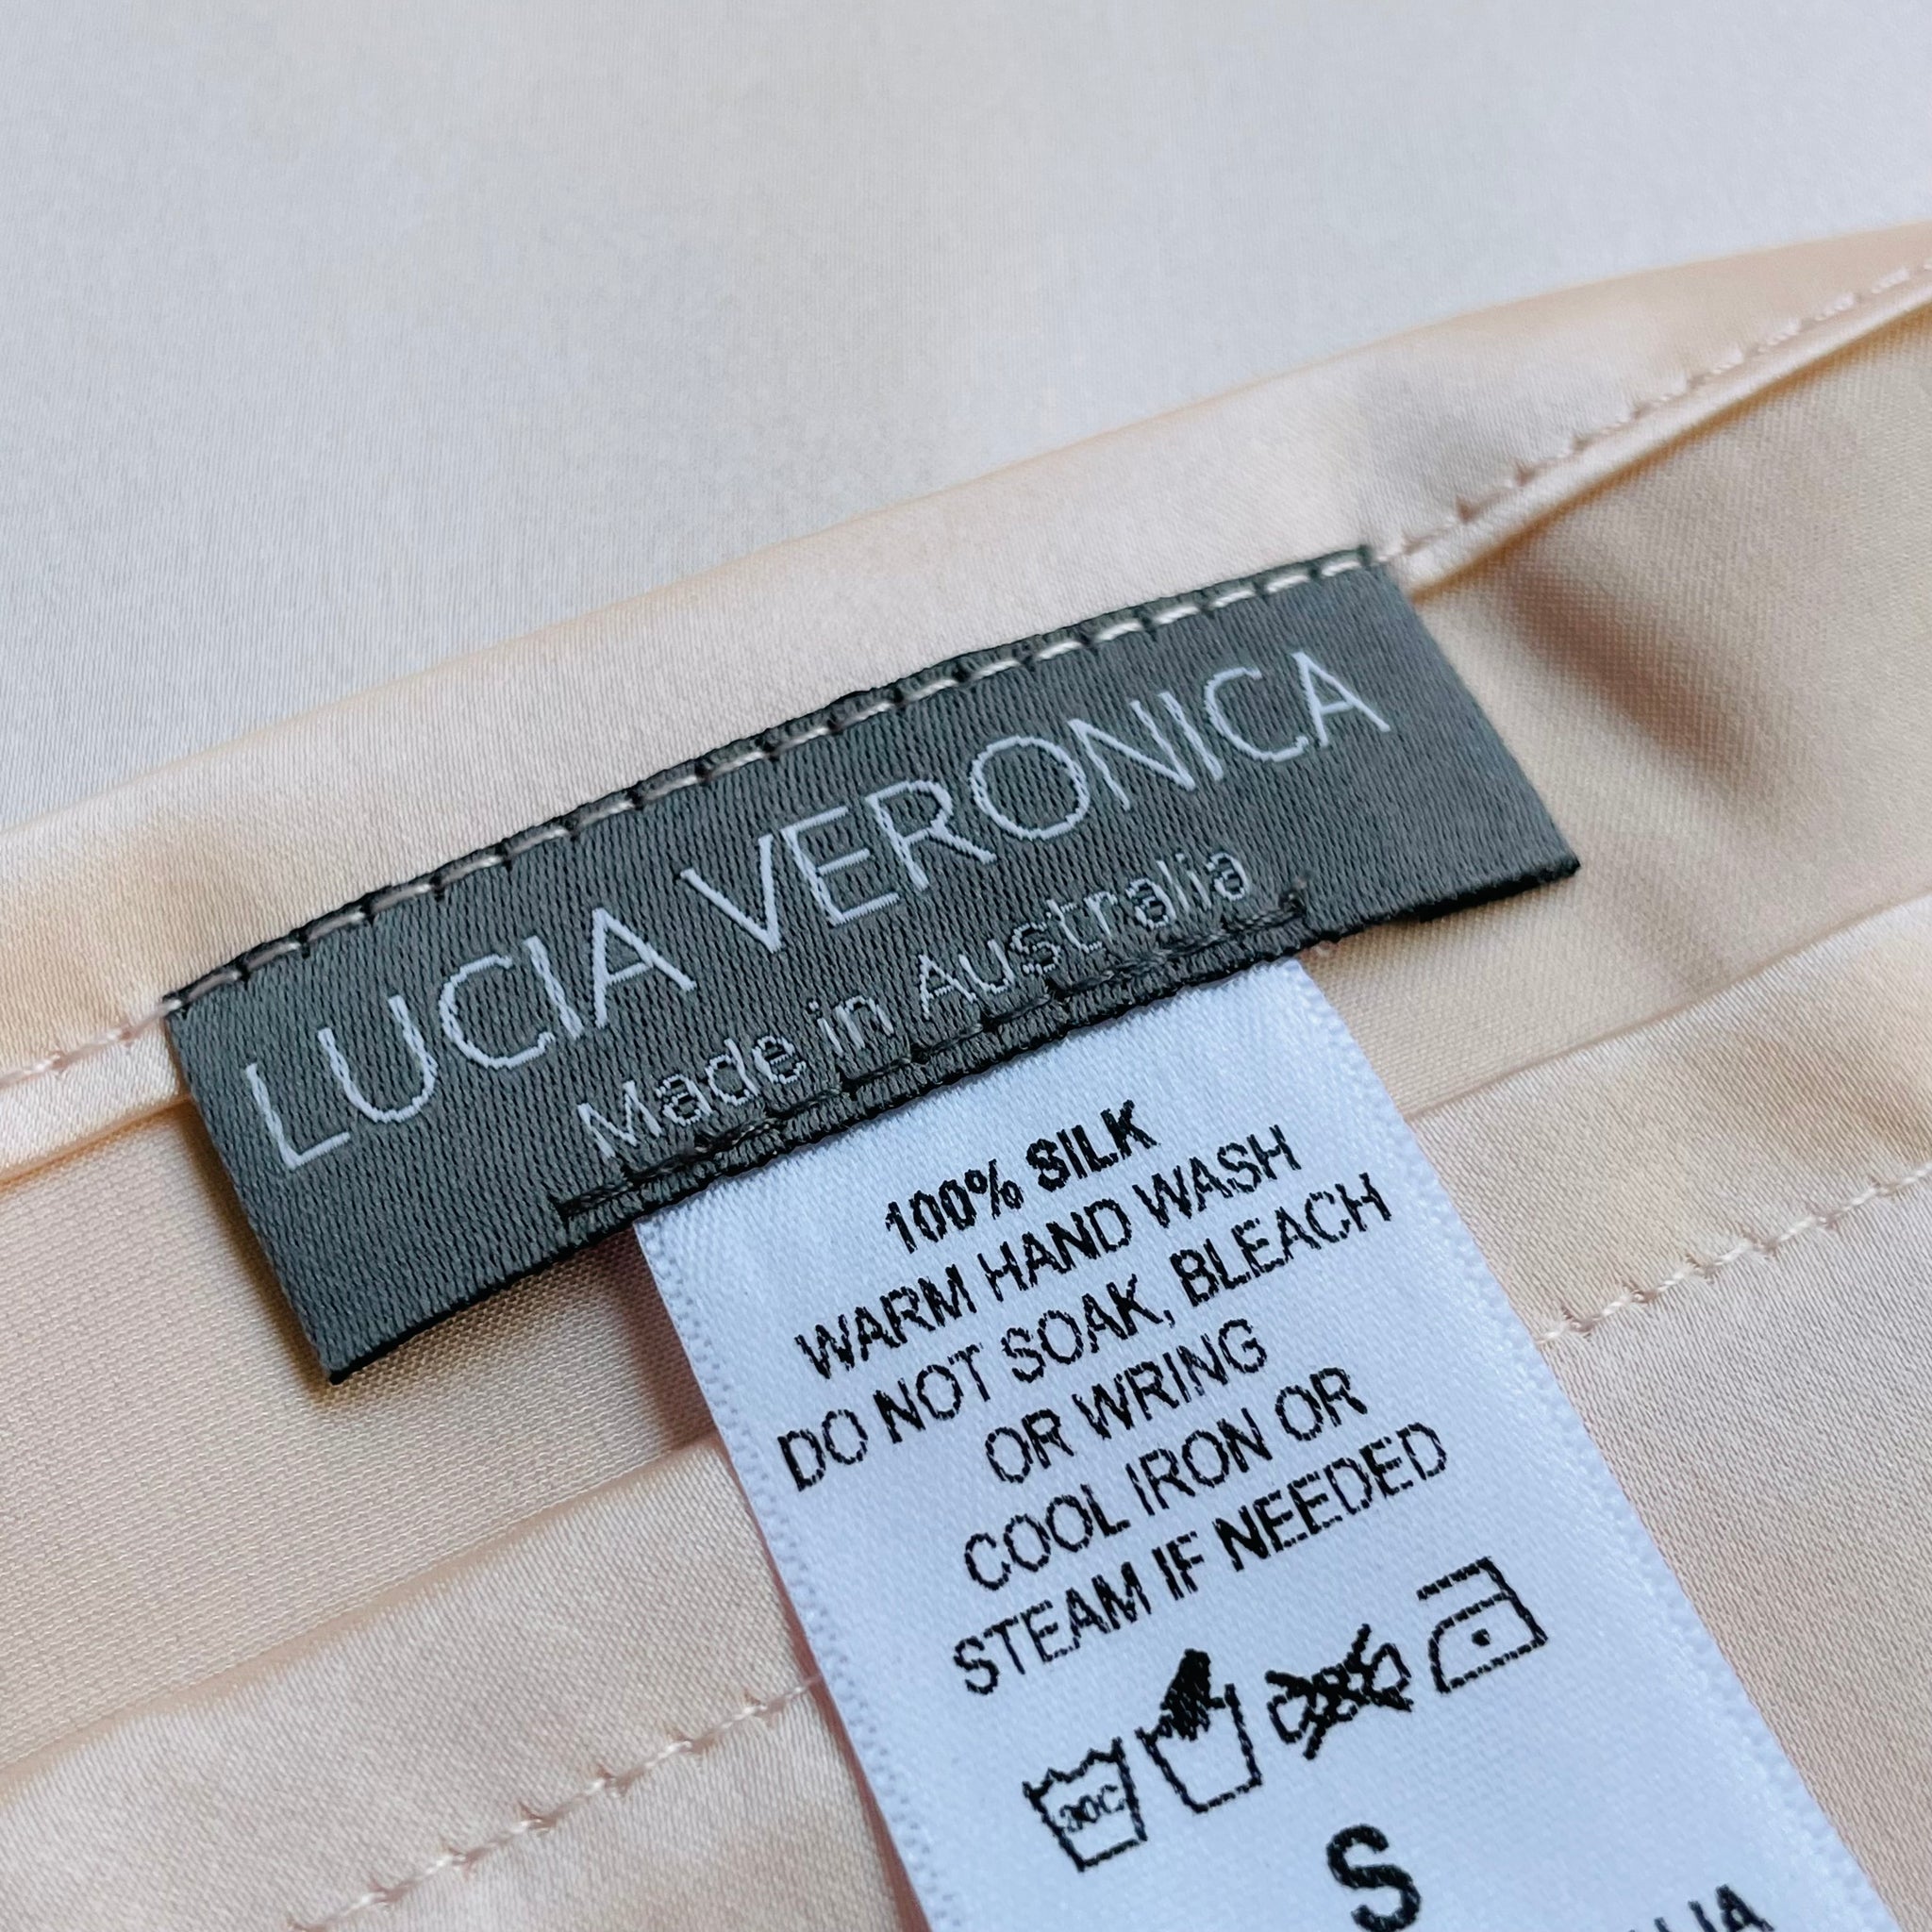 LUCIA VERONICA
Made in Australia
100% SILK
WARM HAND WASH
DO NOT SOAK, BLEACH
OR WRING
COOL IRON OR
STEAM IF NEEDED
30C
S